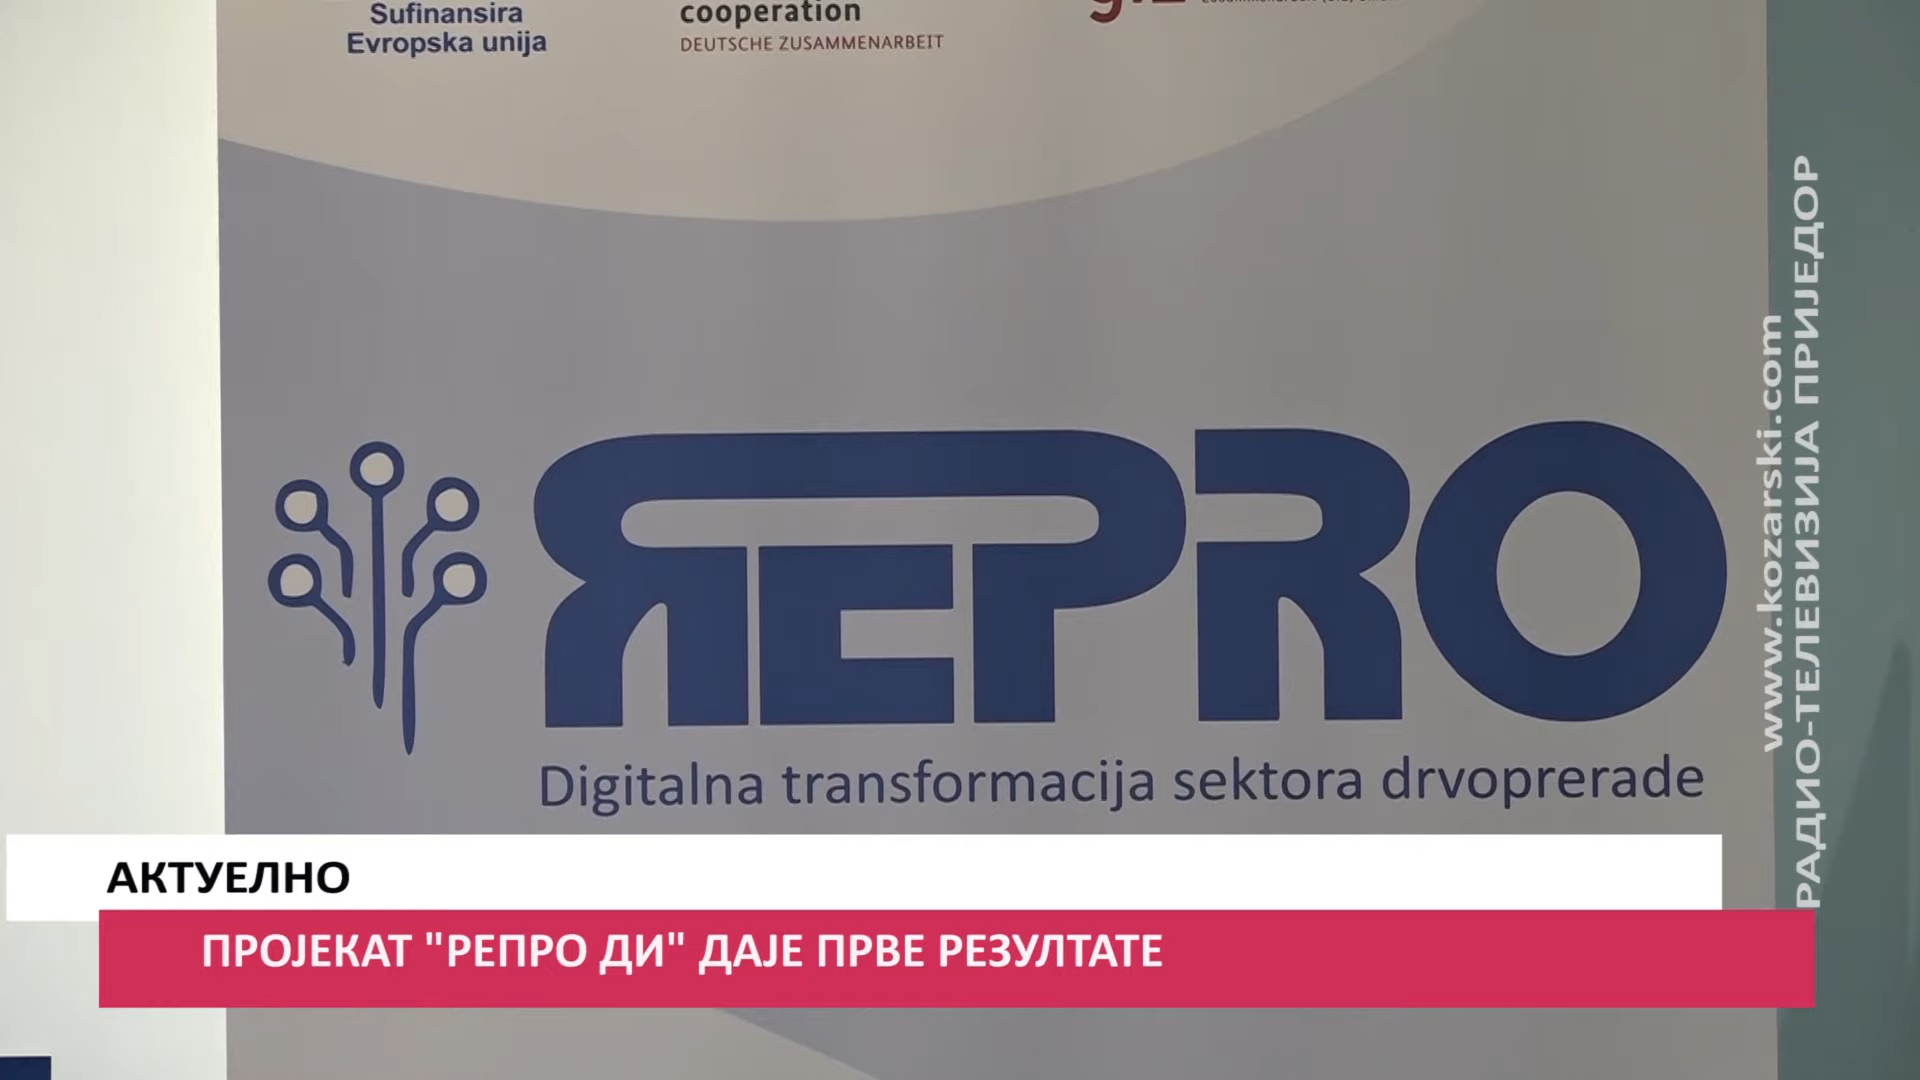 Sufinansira
Evropska unija
cooperation
DEUTSCHE ZUSAMMENARBEIT
REPRO
Digitalna transformacija sektora drvoprerade
www.kozarski.com
РАДИО-ТЕЛЕВИЗИЈА ПРИЈЕДОР
АКТУЕЛНО
ПРОЈЕКАТ "РЕПРО ДИ" ДАЈЕ ПРВЕ РЕЗУЛТАТЕ